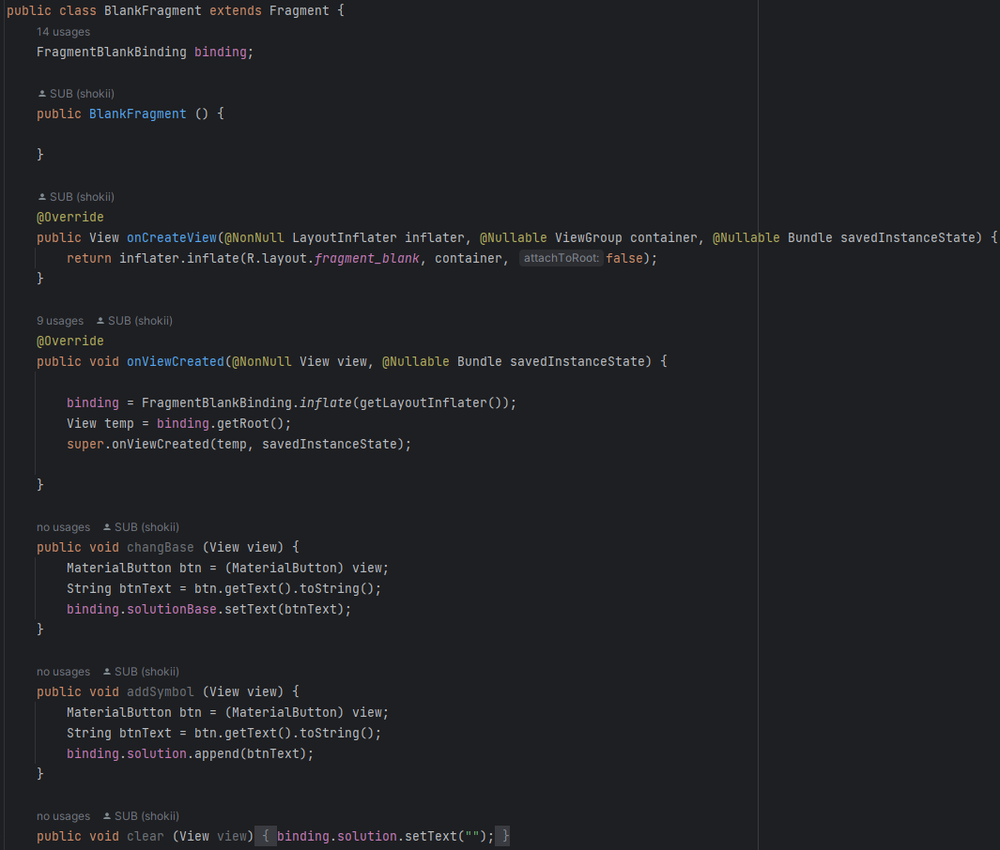 public class BlankFragment extends Fragment {
14 usages
FragmentBlankBinding binding;
SUB (shokii)
public BlankFragment () {
}
SUB (shokii)
@Override
public View onCreateView(@NonNull LayoutInflater inflater, @Nullable ViewGroup container, @Nullable Bundle savedInstanceState) {
return inflater.inflate(R.layout.fragment_blank, container, attachToRoot: false);
}
9 usages SUB (shokii)
@Override
public void onViewCreated(@NonNull View view, @Nullable Bundle savedInstanceState) {
binding = FragmentBlankBinding.inflate(getLayoutInflater());
View temp = binding.getRoot();
super.onViewCreated(temp, savedInstanceState);
}
no usages SUB (shokii)
public void changBase (View view) {
MaterialButton btn = (MaterialButton) view;
String btnText = btn.getText().toString();
binding.solutionBase.setText(btnText);
}
no usages SUB (shokii)
public void addSymbol (View view) {
MaterialButton btn = (MaterialButton) view;
String btnText = btn.getText().toString();
binding.solution.append(btnText);
}
no usages SUB (shokii)
public void clear (View view) { binding.solution.setText(""); }